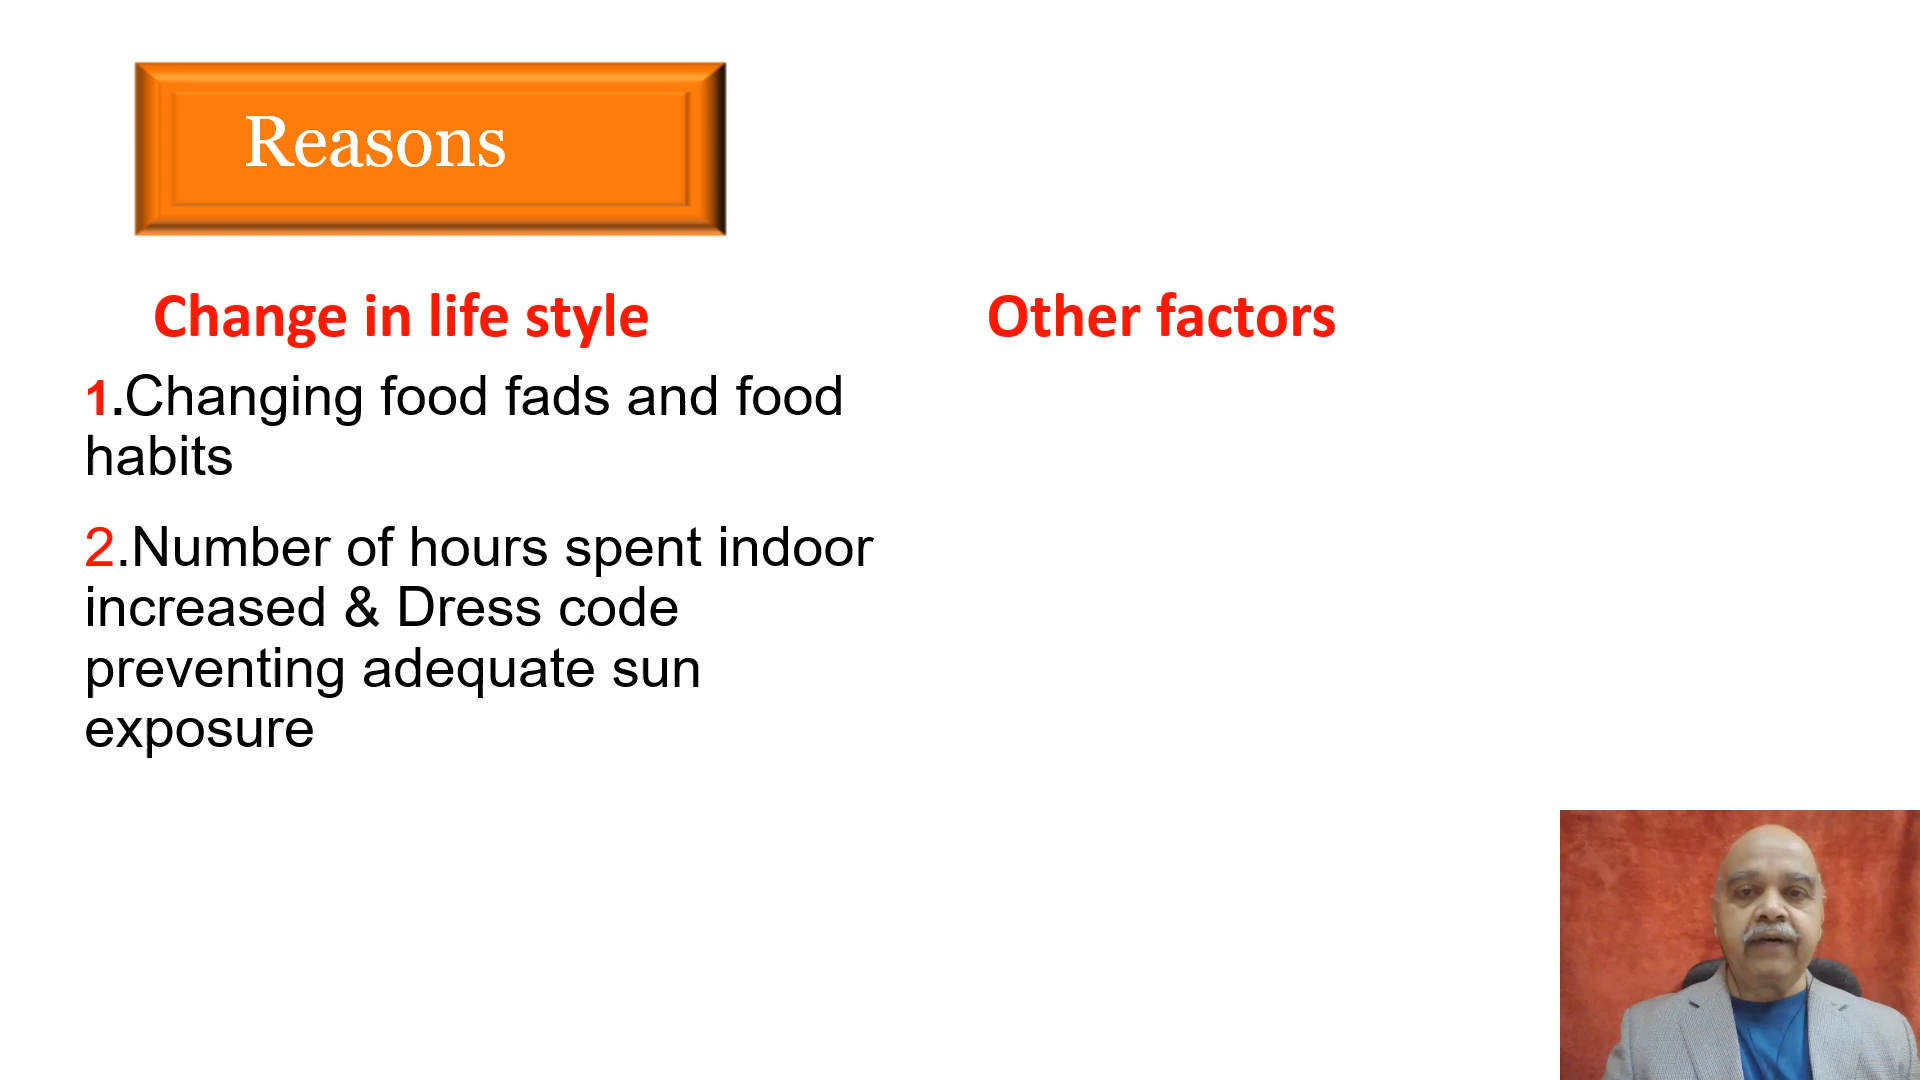 Reasons
Change in life style
1.Changing food fads and food
habits
2.Number of hours spent indoor
increased & Dress code
preventing adequate sun
exposure
Other factors